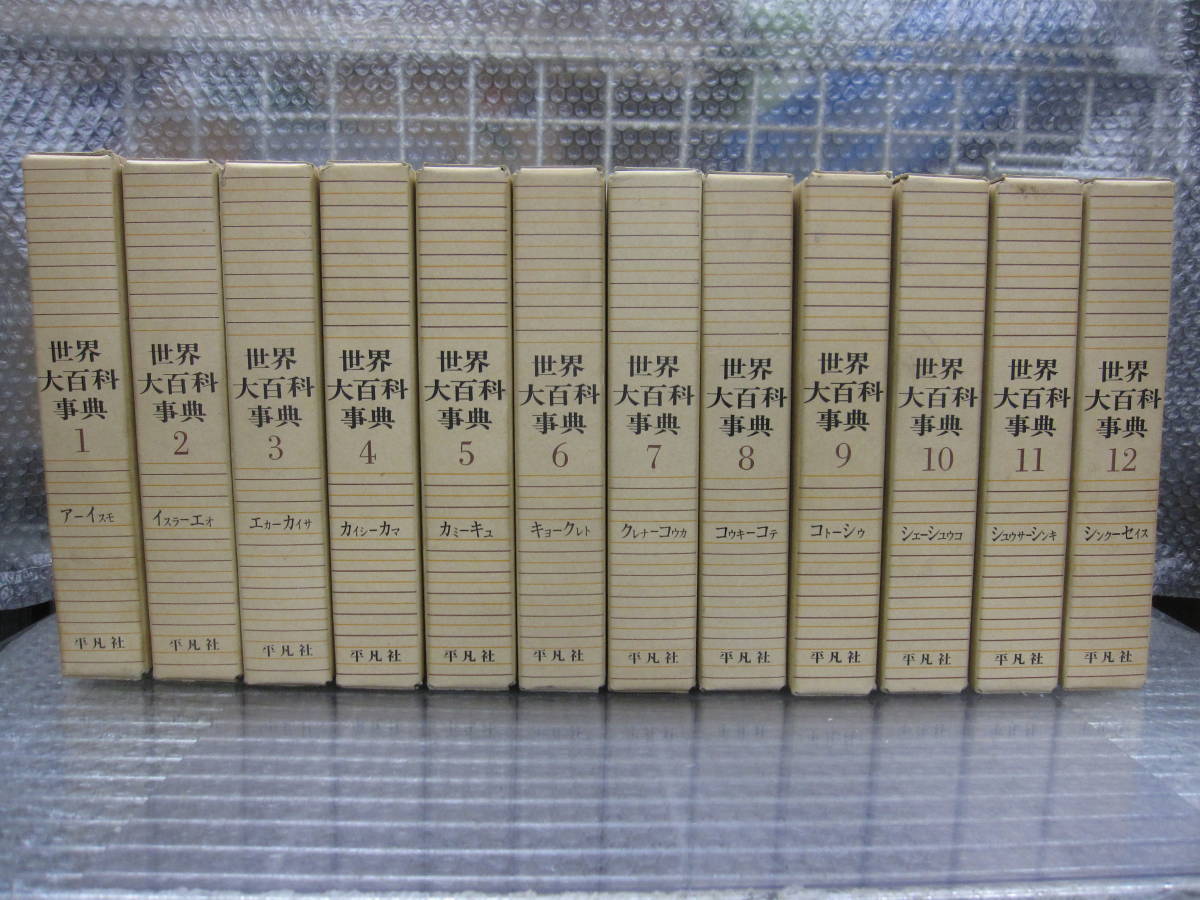 世界
大百科
事典
1
アーイスモ
平凡社
世界
大百科
事典
2
イスラーエオ
平凡社
世界
大百科
事典
3
エカーカイサ
平凡社
世界
大百科
事典
4
カイシーカマ
平凡社
世界
大百科
事典
5
カミーキュ
平凡社
世界
大百科
事典
6
キョークレト
平凡社
世界
大百科
事典
7
クレナーコウカ
平凡社
世界
大百科
事典
8
コウキーコテ
平凡社
世界
大百科
事典
9
コトーシゥ
平凡社
世界
大百科
事典
10
シェーシュウコ
平凡社
世界
大百科
事典
11
シュウサーシンキ
平凡社
世界
大百科
事典
12
シンクーセイス
平凡社